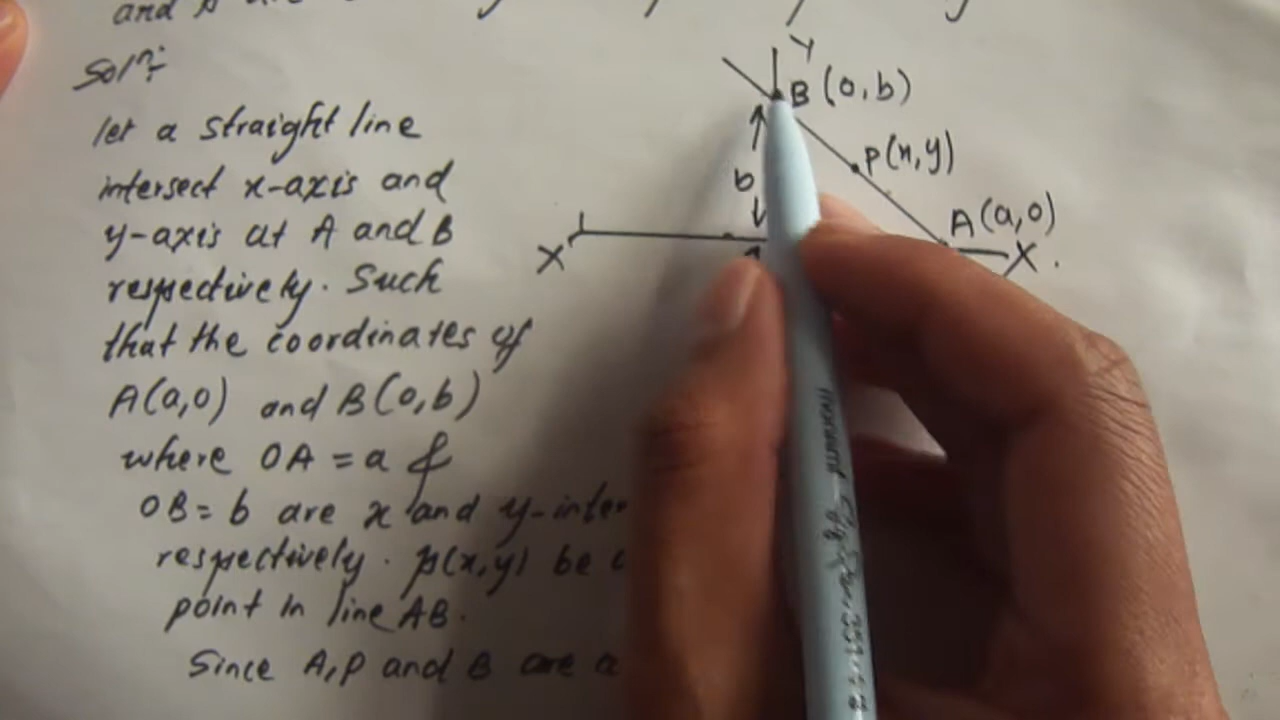 and
Soln:
let a straight line
intersect x-axis and
y-axis at A and B
respectively. Such
that the coordinates of
A(a,0) and B(0,b)
where OA = a &
OB = b are x and y-inter
respectively. p(x,y) be
point in line AB.
Since A, P and B are a
Y
B(0,b)
P(x,y)
b
A(a,0)
X
X.